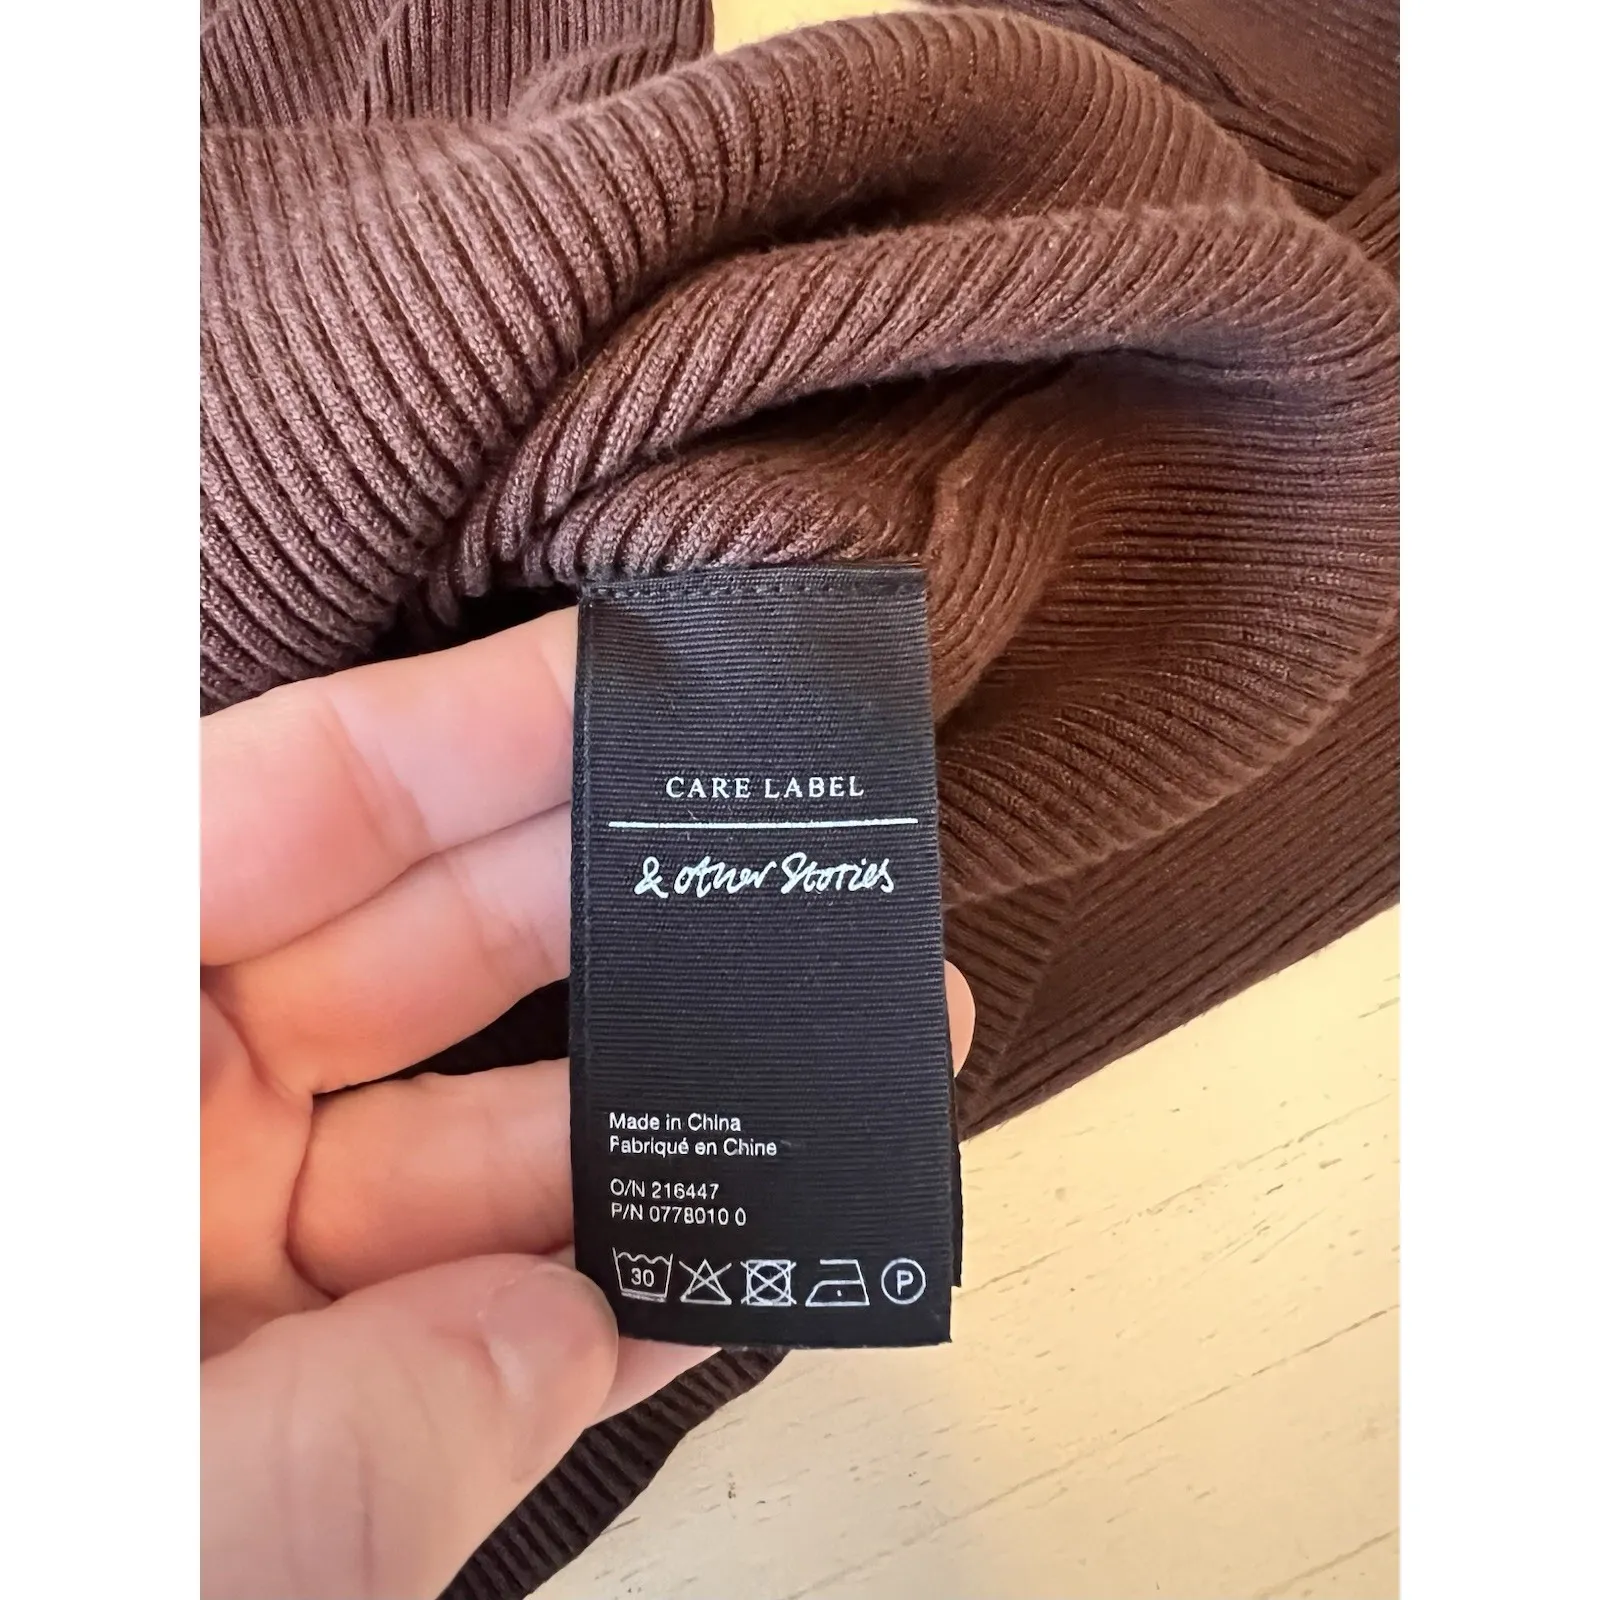 CARE LABEL
& other Stories
Made in China
Fabriqué en Chine
O/N 216447
P/N 0778010 0
30
P